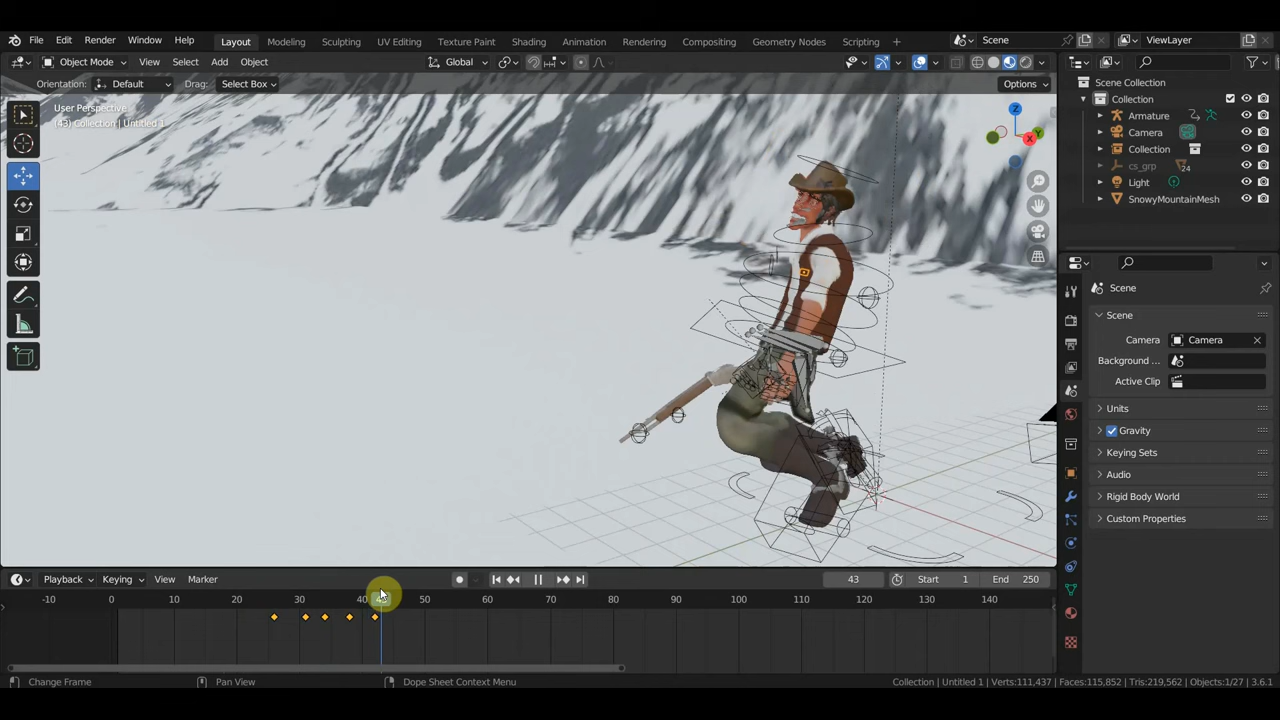 File Edit Render Window Help Layout Modeling Sculpting UV Editing Texture Paint Shading Animation Rendering Compositing Geometry Nodes Scripting + Scene ViewLayer
Object Mode View Select Add Object Global
Orientation: Default Drag: Select Box Options
User Perspective
(43) Collection | Untitled 1
Z
Y
X
Scene Collection
Collection
Armature
Camera
Collection
cs_grp 24
Light
SnowyMountainMesh
Scene
Scene
Camera Camera
Background ...
Active Clip
Units
Gravity
Keying Sets
Audio
Rigid Body World
Custom Properties
Playback Keying View Marker 43 Start 1 End 250
-10 0 10 20 30 40 50 60 70 80 90 100 110 120 130 140
Change Frame Pan View Dope Sheet Context Menu Collection | Untitled 1 | Verts:111,437 | Faces:115,852 | Tris:219,562 | Objects:1/27 | 3.6.1